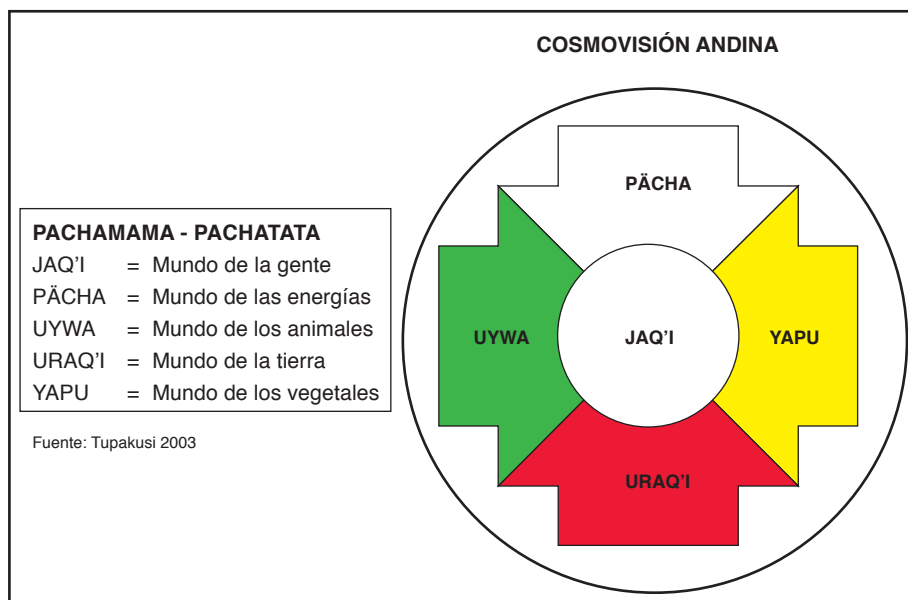 COSMOVISIÓN ANDINA
PACHAMAMA - PACHATATA
JAQ'I = Mundo de la gente
PÄCHA = Mundo de las energías
UYWA = Mundo de los animales
URAQ'I = Mundo de la tierra
YAPU = Mundo de los vegetales
Fuente: Tupakusi 2003
PÄCHA
UYWA
JAQ'I
YAPU
URAQ'I